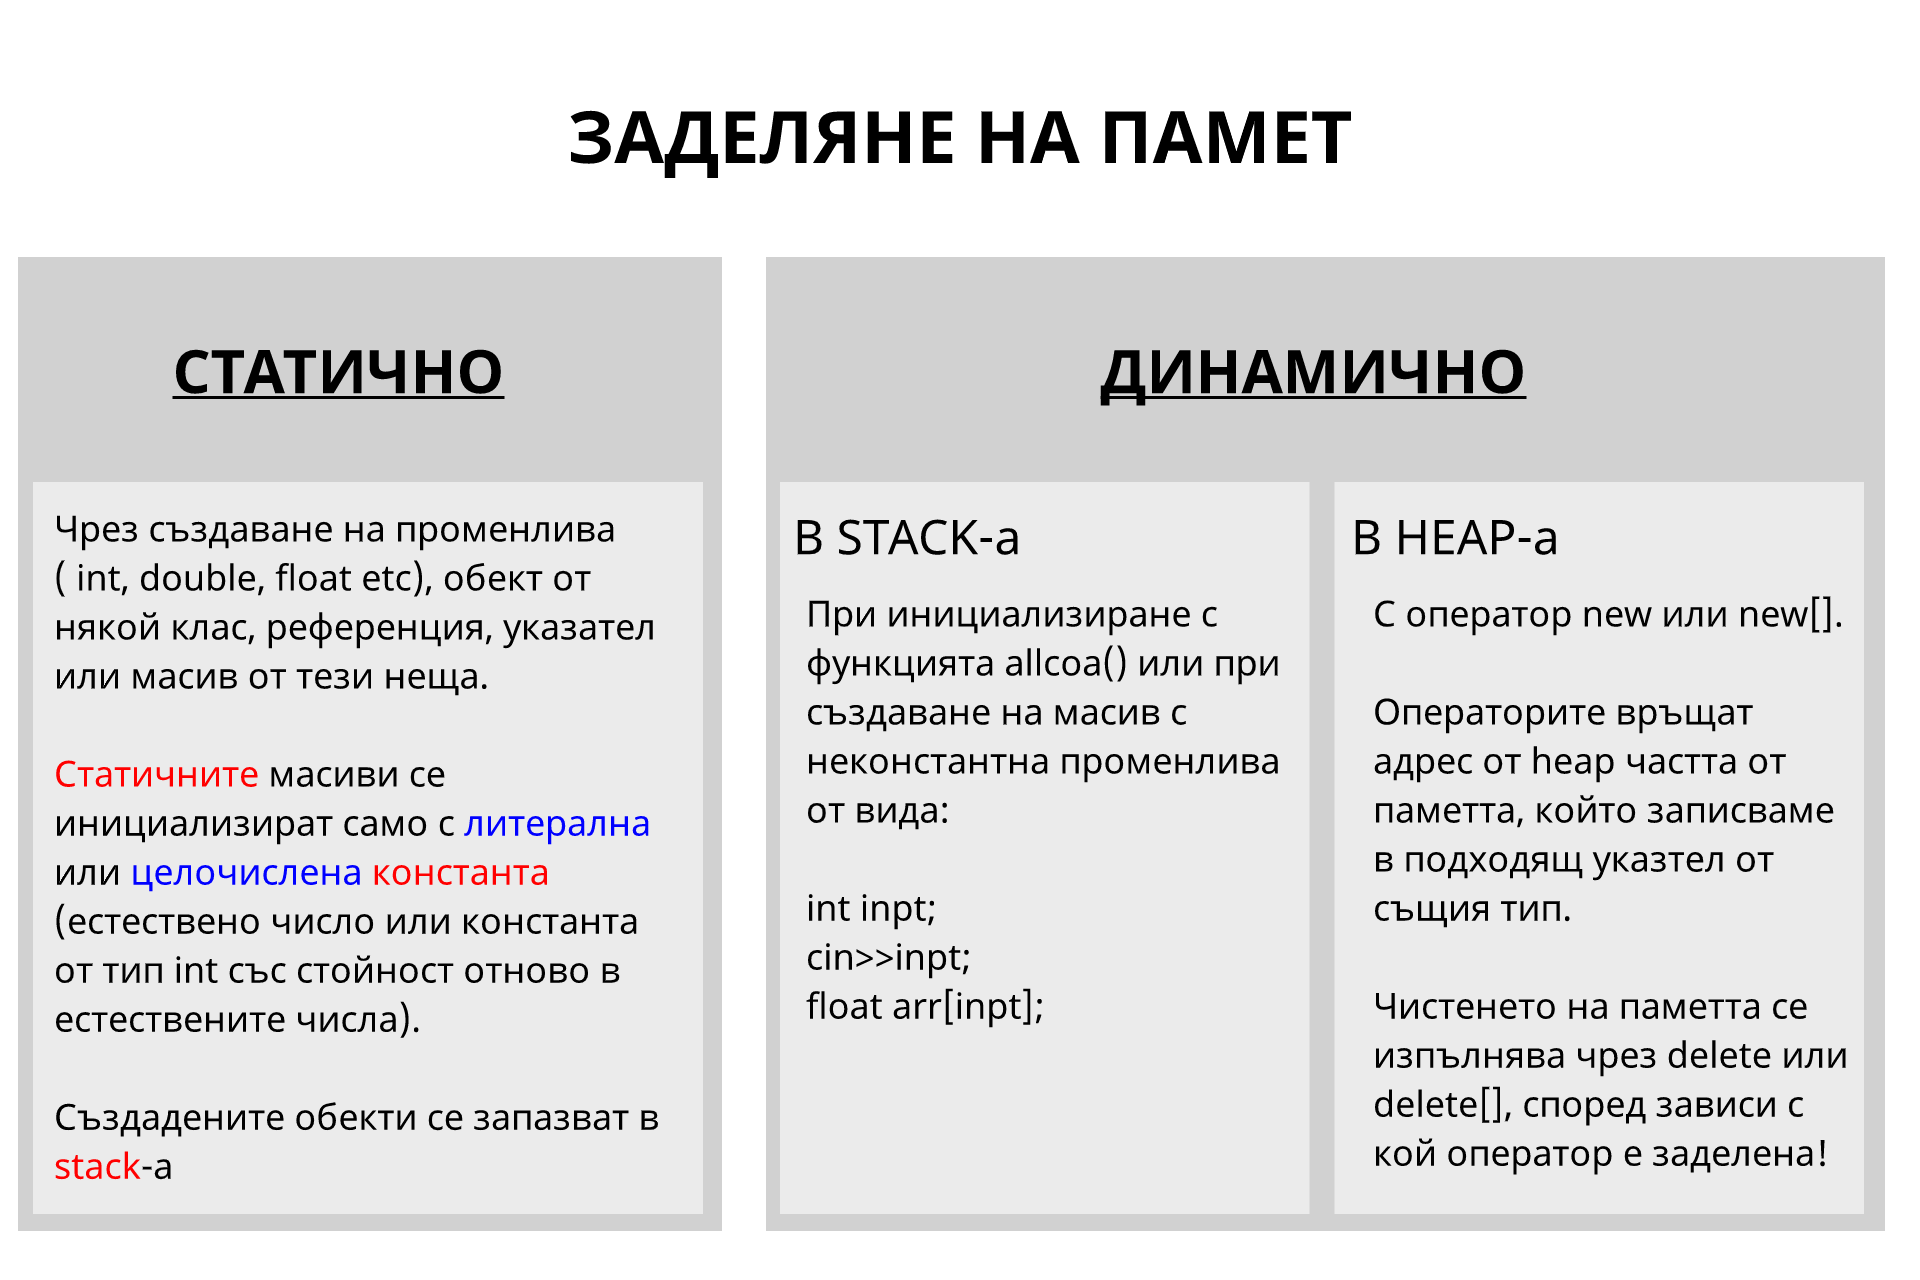 ЗАДЕЛЯНЕ НА ПАМЕТ
СТАТИЧНО
Чрез създаване на променлива
( int, double, float etc), обект от
някой клас, референция, указател
или масив от тези неща.
Статичните масиви се
инициализират само с литерална
или целочислена константа
(естествено число или константа
от тип int със стойност отново в
естествените числа).
Създадените обекти се запазват в
stack-а
ДИНАМИЧНО
В STACK-а
При инициализиране с
функцията allcoa() или при
създаване на масив с
неконстантна променлива
от вида:
int inpt;
cin>>inpt;
float arr[inpt];
В HEAP-а
С оператор new или new[].
Операторите връщат
адрес от heap частта от
паметта, който записваме
в подходящ указтел от
същия тип.
Чистенето на паметта се
изпълнява чрез delete или
delete[], според зависи с
кой оператор е заделена!